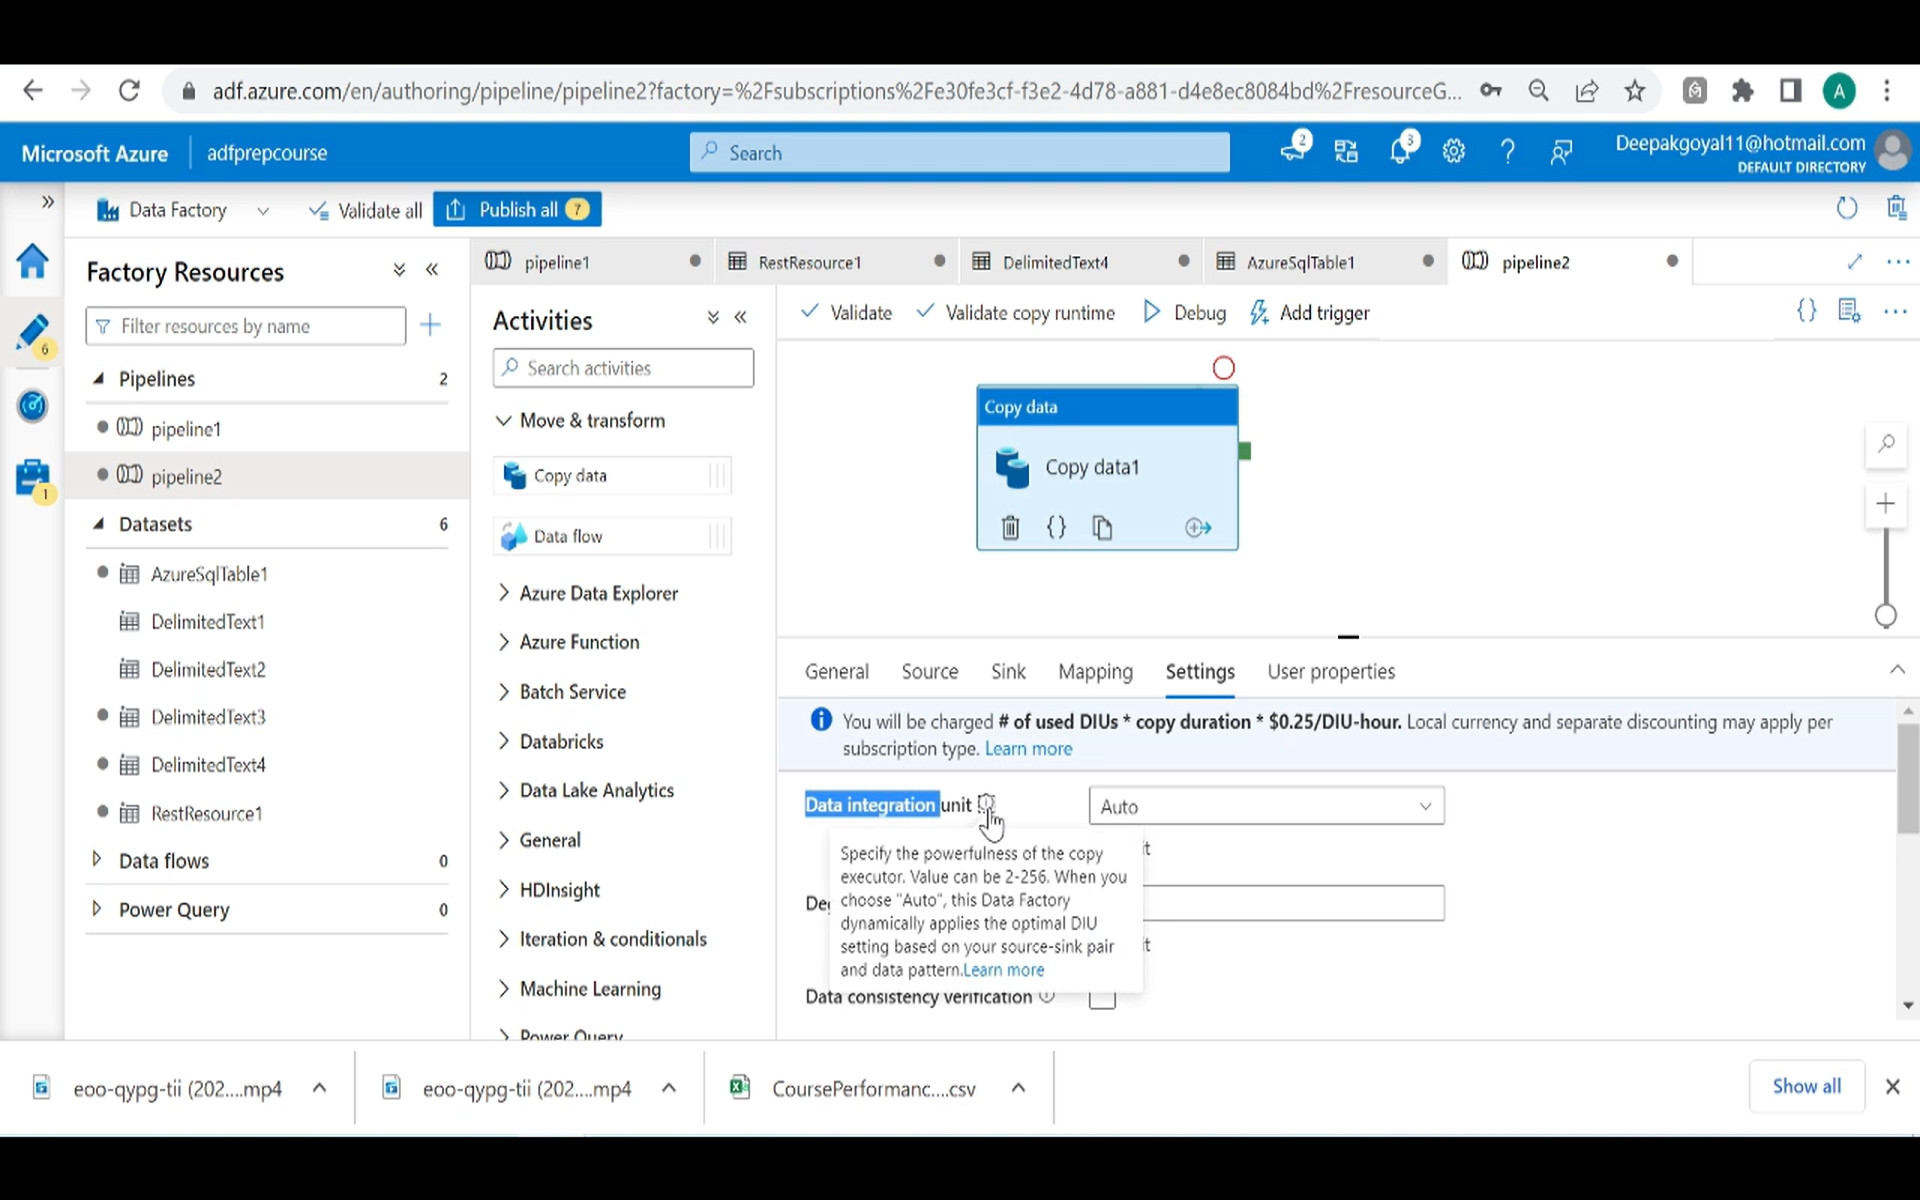 adf.azure.com/en/authoring/pipeline/pipeline2?factory=%2Fsubscriptions%2Fe30fe3cf-f3e2-4d78-a881-d4e8ec8084bd%2FresourceG...
A
Microsoft Azure
adfprepcourse
Search
2
3
Deepakgoyal11@hotmail.com
DEFAULT DIRECTORY
Data Factory
Validate all
Publish all 7
Factory Resources
Filter resources by name
6
1
Pipelines 2
pipeline1
pipeline2
Datasets 6
AzureSqlTable1
DelimitedText1
DelimitedText2
DelimitedText3
DelimitedText4
RestResource1
Data flows 0
Power Query 0
pipeline1
RestResource1
DelimitedText4
AzureSqlTable1
pipeline2
Activities
Search activities
Move & transform
Copy data
Data flow
Azure Data Explorer
Azure Function
Batch Service
Databricks
Data Lake Analytics
General
HDInsight
Iteration & conditionals
Machine Learning
Power Query
Validate
Validate copy runtime
Debug
Add trigger
Copy data
Copy data1
General
Source
Sink
Mapping
Settings
User properties
You will be charged # of used DIUs * copy duration * $0.25/DIU-hour. Local currency and separate discounting may apply per
subscription type. Learn more
Data integration unit
Auto
Specify the powerfulness of the copy
executor. Value can be 2-256. When you
choose "Auto", this Data Factory
dynamically applies the optimal DIU
setting based on your source-sink pair
and data pattern.Learn more
Data consistency verification
eoo-qypg-tii (202....mp4
eoo-qypg-tii (202....mp4
CoursePerformanc....csv
Show all